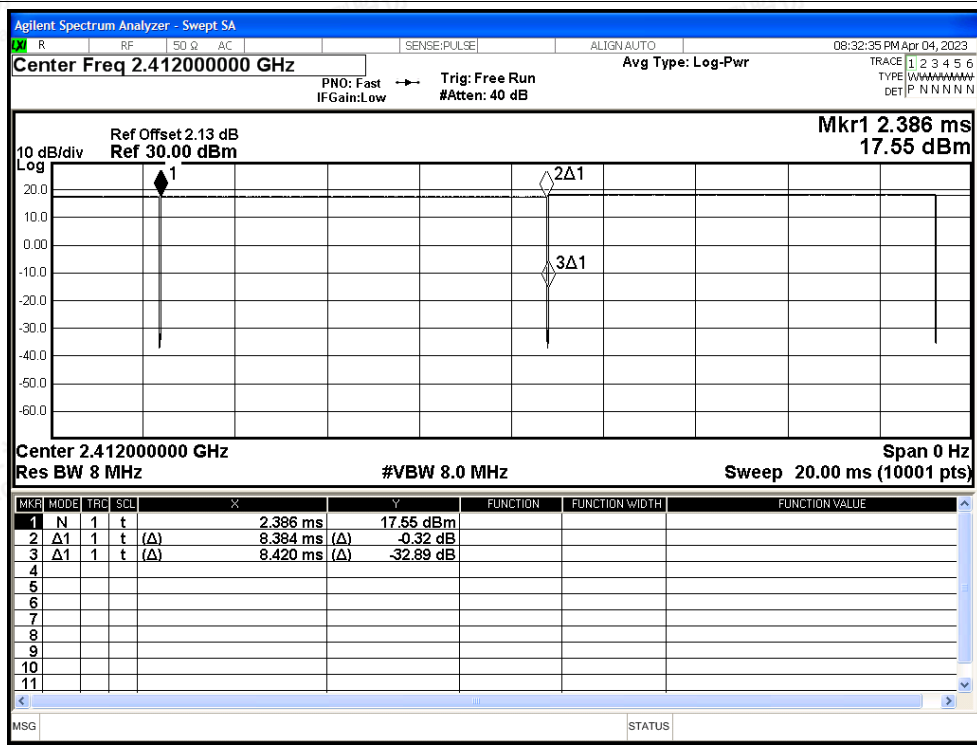 Agilent Spectrum Analyzer - Swept SA
LXI R RF 50 Ω AC SENSE:PULSE ALIGN AUTO 08:32:35 PM Apr 04, 2023
Center Freq 2.412000000 GHz
PNO: Fast
IFGain:Low
Trig: Free Run
#Atten: 40 dB
Avg Type: Log-Pwr
TRACE 1 2 3 4 5 6
TYPE W
DET P N N N N N
Ref Offset 2.13 dB
10 dB/div Ref 30.00 dBm
Log
Mkr1 2.386 ms
17.55 dBm
1
2Δ1
3Δ1
20.0
10.0
0.00
-10.0
-20.0
-30.0
-40.0
-50.0
-60.0
Center 2.412000000 GHz Span 0 Hz
Res BW 8 MHz #VBW 8.0 MHz Sweep 20.00 ms (10001 pts)
MKR MODE TRC SCL X Y FUNCTION FUNCTION WIDTH FUNCTION VALUE
1 N 1 t 2.386 ms 17.55 dBm
2 Δ1 1 t (Δ) 8.384 ms (Δ) -0.32 dB
3 Δ1 1 t (Δ) 8.420 ms (Δ) -32.89 dB
4
5
6
7
8
9
10
11
MSG STATUS